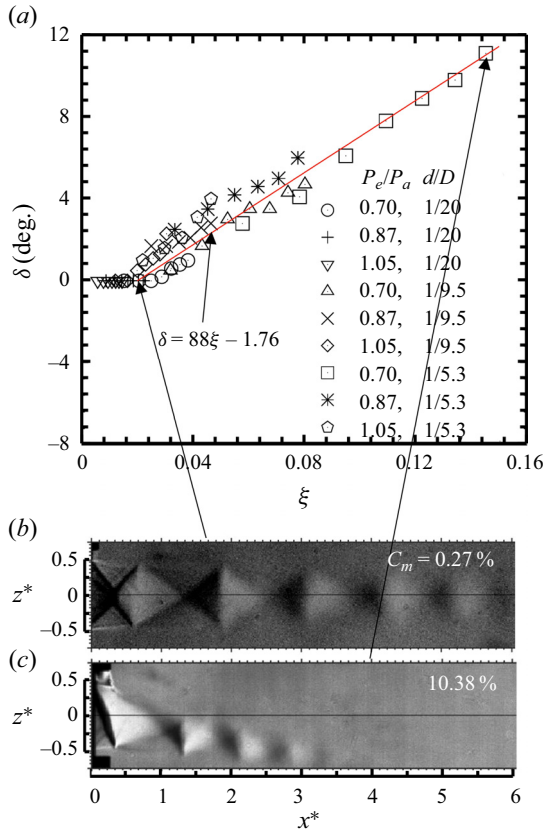 (a)
12
8
4
0
−4
−8
δ (deg.)
P_e/P_a d/D
0.70, 1/20
0.87, 1/20
1.05, 1/20
0.70, 1/9.5
0.87, 1/9.5
1.05, 1/9.5
0.70, 1/5.3
0.87, 1/5.3
1.05, 1/5.3
δ = 88ξ – 1.76
0 0.04 0.08 0.12 0.16
ξ
(b)
0.5
z* 0
−0.5
C_m = 0.27 %
(c)
0.5
z* 0
−0.5
10.38 %
0 1 2 3 4 5 6
x*